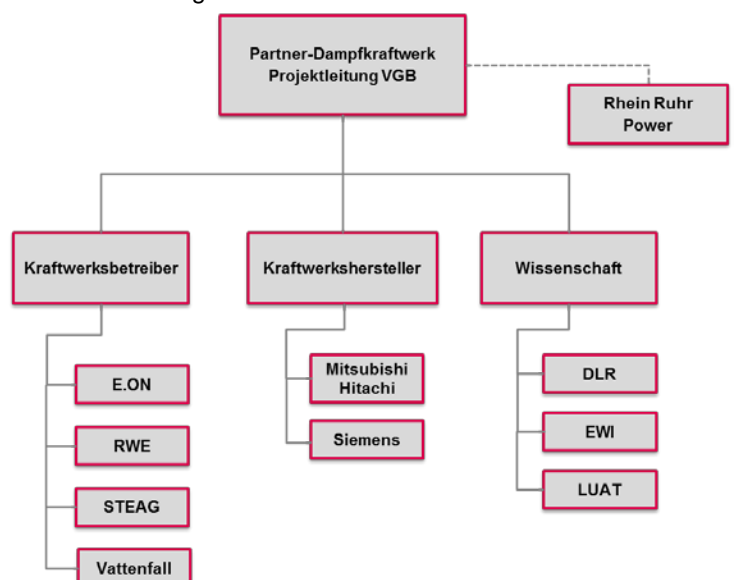 Partner-Dampfkraftwerk
Projektleitung VGB
Rhein Ruhr
Power
Kraftwerksbetreiber
Kraftwerkshersteller
Wissenschaft
E.ON
RWE
STEAG
Vattenfall
Mitsubishi
Hitachi
Siemens
DLR
EWI
LUAT